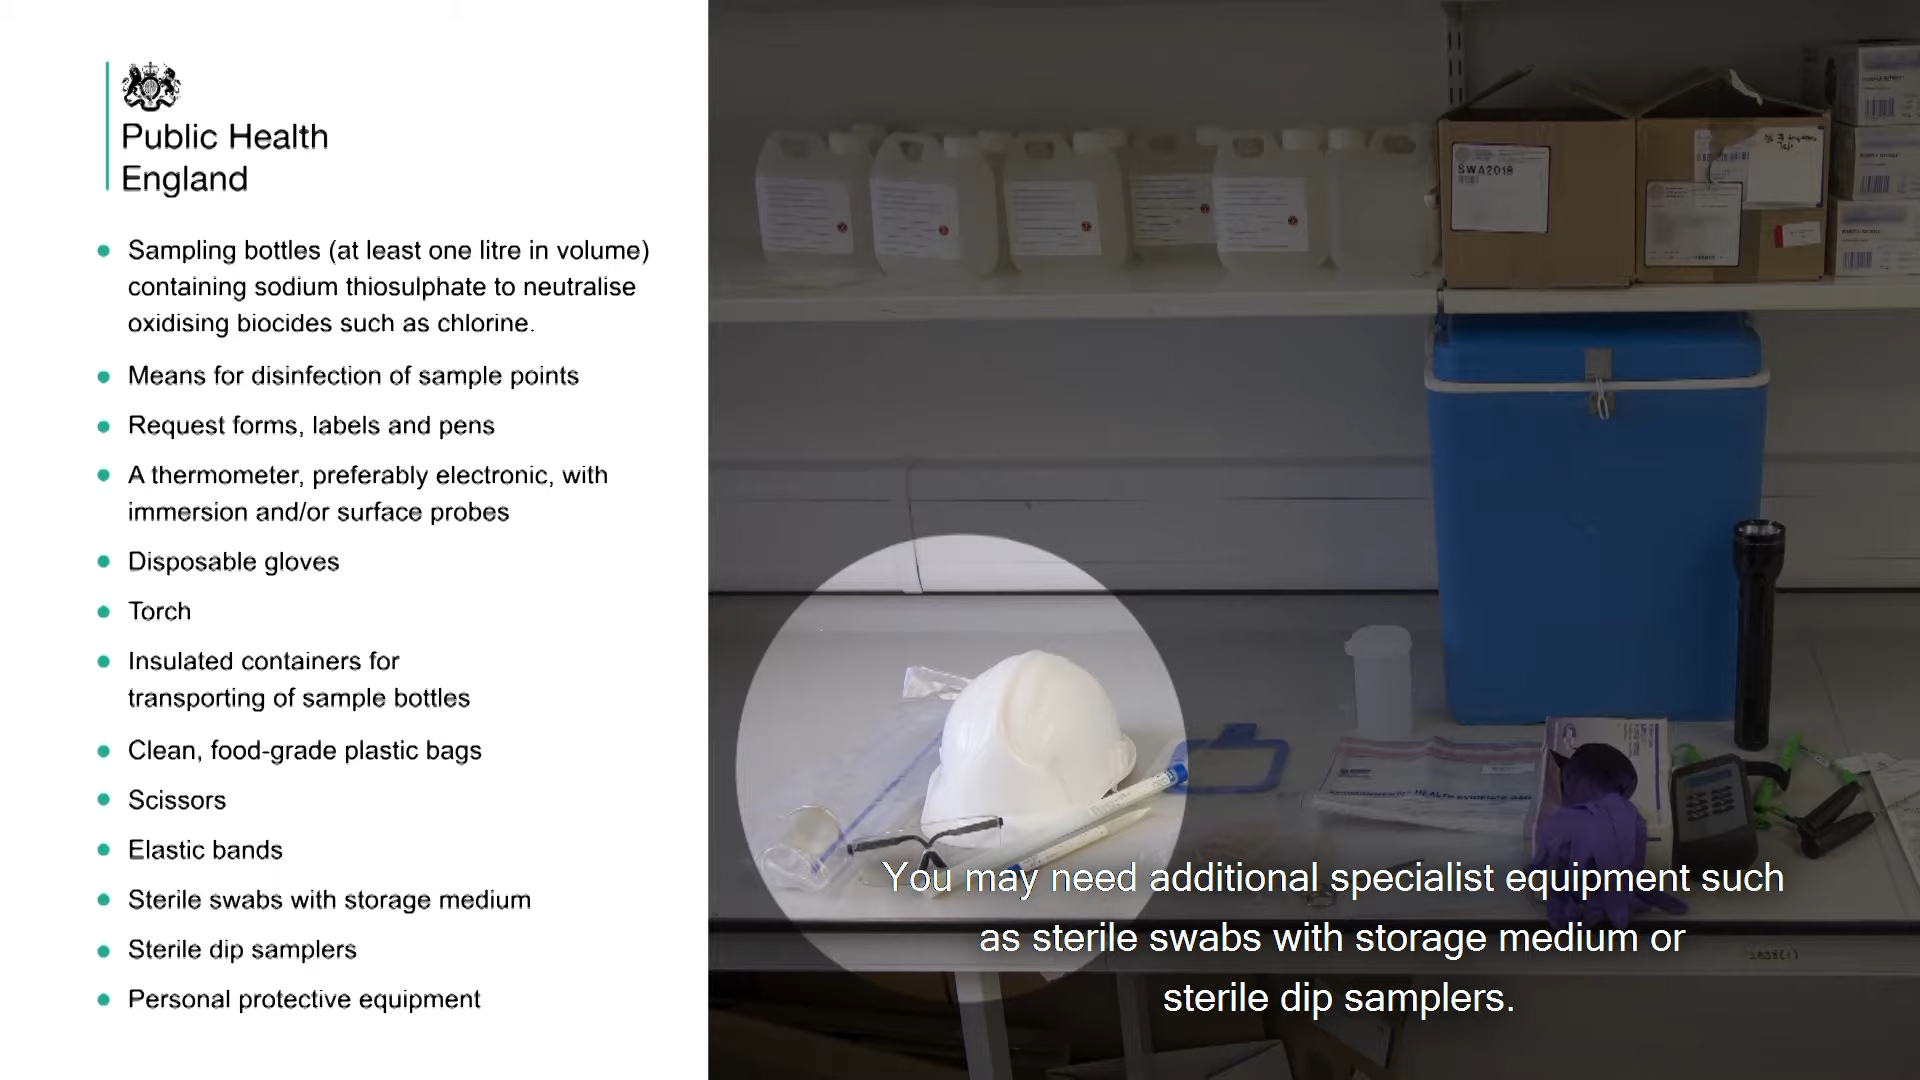 Public Health
England
Sampling bottles (at least one litre in volume)
containing sodium thiosulphate to neutralise
oxidising biocides such as chlorine.
Means for disinfection of sample points
Request forms, labels and pens
A thermometer, preferably electronic, with
immersion and/or surface probes
Disposable gloves
Torch
Insulated containers for
transporting of sample bottles
Clean, food-grade plastic bags
Scissors
Elastic bands
Sterile swabs with storage medium
Sterile dip samplers
Personal protective equipment
SWA2018
You may need additional specialist equipment such
as sterile swabs with storage medium or
sterile dip samplers.